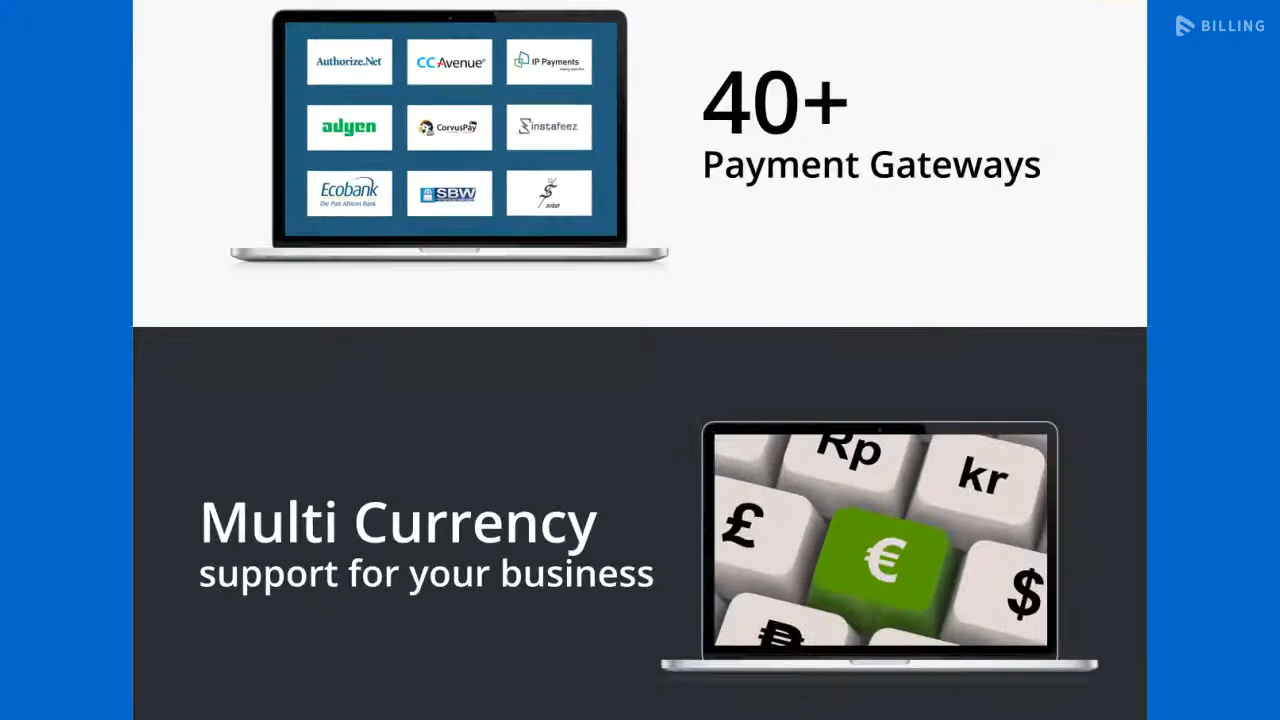 BILLING
Authorize.Net
CCAvenue®
IP Payments
adyen
CorvusPay
instafeez
Ecobank
The Pan African Bank
SBW
SISD
40+
Payment Gateways
Multi Currency
support for your business
Rp
kr
£
€
$
₱